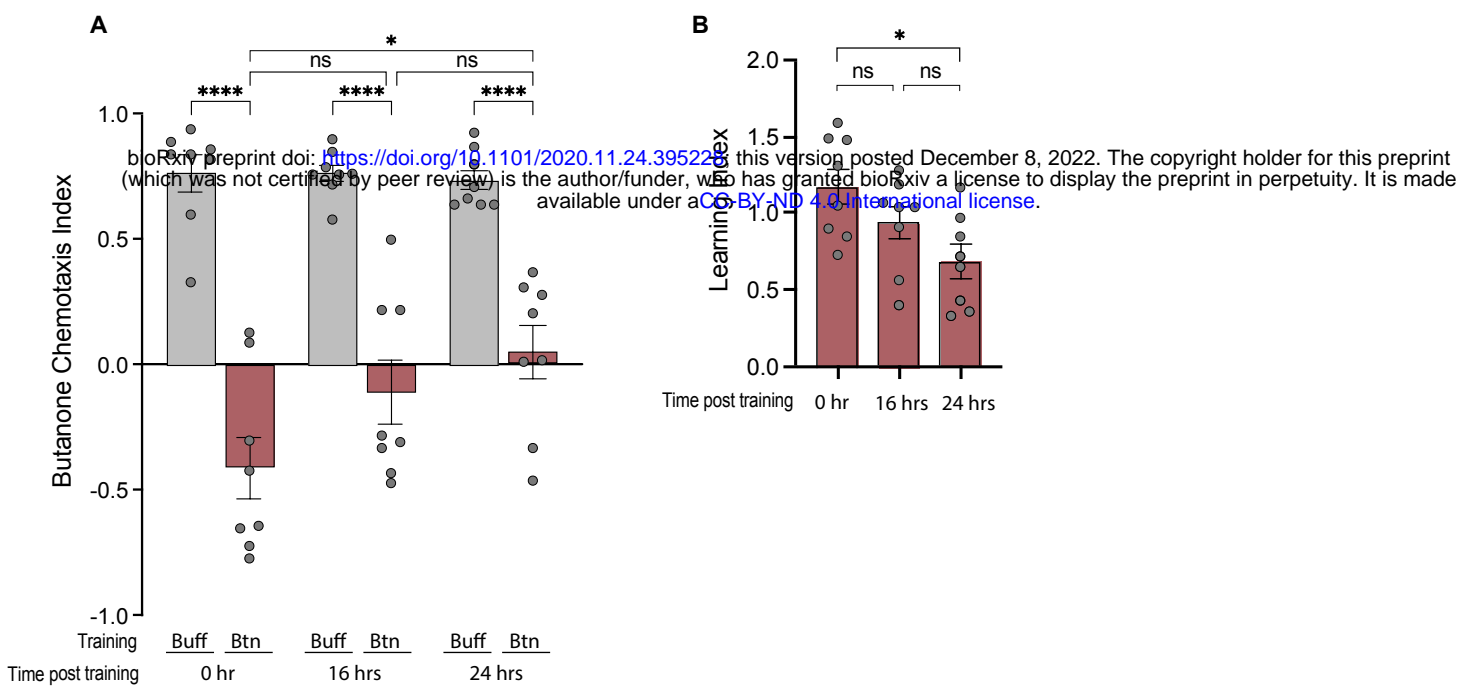 A
B
*
ns
ns
****
****
****
*
ns
ns
Butanone Chemotaxis Index
1.0
0.5
0.0
-0.5
-1.0
Learning Index
2.0
1.5
1.0
0.5
0.0
bioRxiv preprint doi: https://doi.org/10.1101/2020.11.24.395228; this version posted December 8, 2022. The copyright holder for this preprint
(which was not certified by peer review) is the author/funder, who has granted bioRxiv a license to display the preprint in perpetuity. It is made
available under aCC-BY-ND 4.0 International license.
Time post training 0 hr 16 hrs 24 hrs
Training Buff Btn Buff Btn Buff Btn
Time post training 0 hr 16 hrs 24 hrs